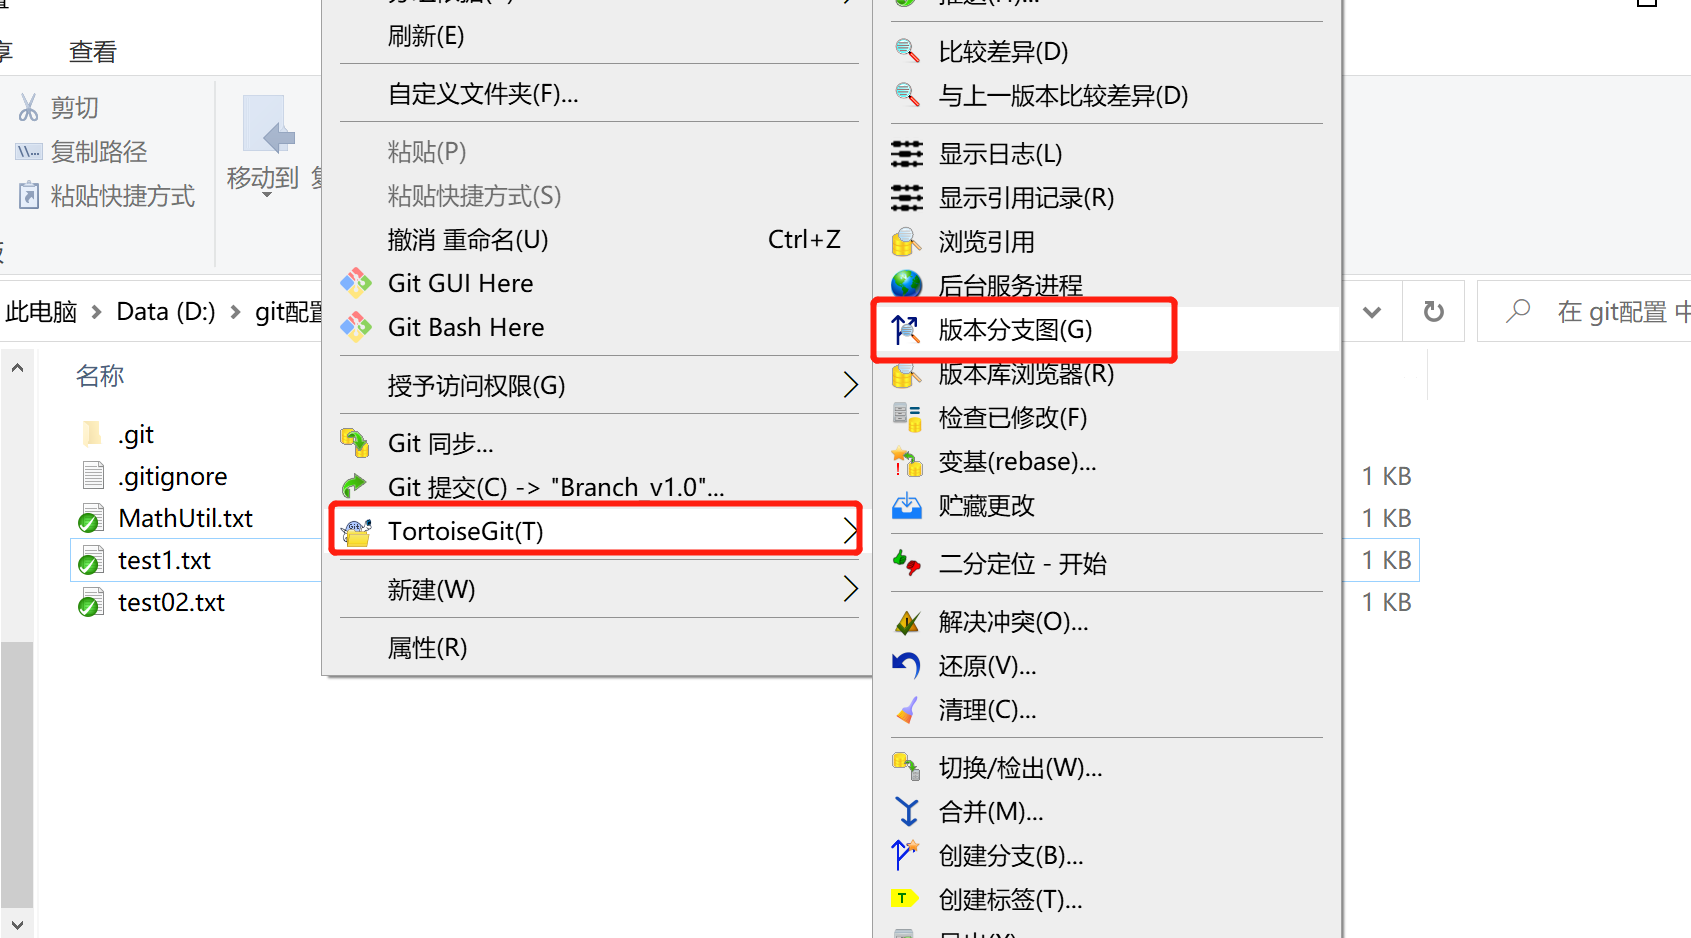 查看
剪切
复制路径
粘贴快捷方式
移动到
此电脑 > Data (D:) > git配置
名称
.git
.gitignore
MathUtil.txt
test1.txt
test02.txt
刷新(E)
自定义文件夹(F)...
粘贴(P)
粘贴快捷方式(S)
撤消 重命名(U) Ctrl+Z
Git GUI Here
Git Bash Here
授予访问权限(G)
Git 同步...
Git 提交(C) -> "Branch_v1.0"...
TortoiseGit(T)
新建(W)
属性(R)
比较差异(D)
与上一版本比较差异(D)
显示日志(L)
显示引用记录(R)
浏览引用
后台服务进程
版本分支图(G)
版本库浏览器(R)
检查已修改(F)
变基(rebase)...
贮藏更改
二分定位 - 开始
解决冲突(O)...
还原(V)...
清理(C)...
切换/检出(W)...
合并(M)...
创建分支(B)...
创建标签(T)...
在 git配置 中
1 KB
1 KB
1 KB
1 KB